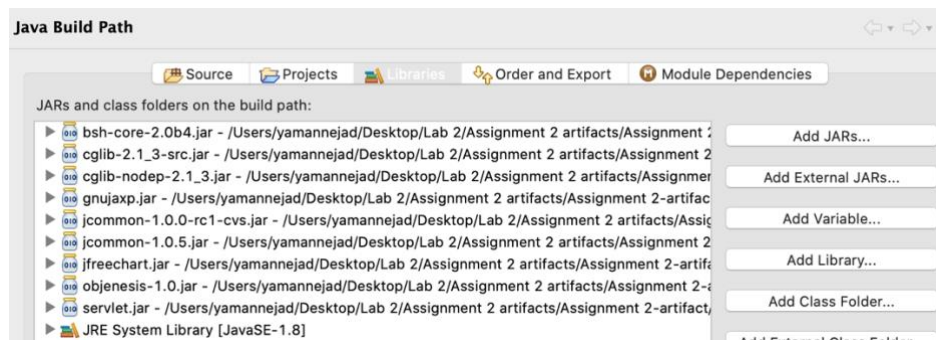 Java Build Path
Source Projects Libraries Order and Export Module Dependencies
JARs and class folders on the build path:
bsh-core-2.0b4.jar - /Users/yamannejad/Desktop/Lab 2/Assignment 2 artifacts/Assignment 2
Add JARs...
cglib-2.1_3-src.jar - /Users/yamannejad/Desktop/Lab 2/Assignment 2 artifacts/Assignment 2
cglib-nodep-2.1_3.jar - /Users/yamannejad/Desktop/Lab 2/Assignment 2 artifacts/Assignmen
Add External JARs...
gnujaxp.jar - /Users/yamannejad/Desktop/Lab 2/Assignment 2 artifacts/Assignment 2-artifac
jcommon-1.0.0-rc1-cvs.jar - /Users/yamannejad/Desktop/Lab 2/Assignment 2 artifacts/Assig
Add Variable...
jcommon-1.0.5.jar - /Users/yamannejad/Desktop/Lab 2/Assignment 2 artifacts/Assignment 2
jfreechart.jar - /Users/yamannejad/Desktop/Lab 2/Assignment 2 artifacts/Assignment 2-artifa
Add Library...
objenesis-1.0.jar - /Users/yamannejad/Desktop/Lab 2/Assignment 2 artifacts/Assignment 2-a
servlet.jar - /Users/yamannejad/Desktop/Lab 2/Assignment 2 artifacts/Assignment 2-artifact/
Add Class Folder...
JRE System Library [JavaSE-1.8]
Add External Class Folder...